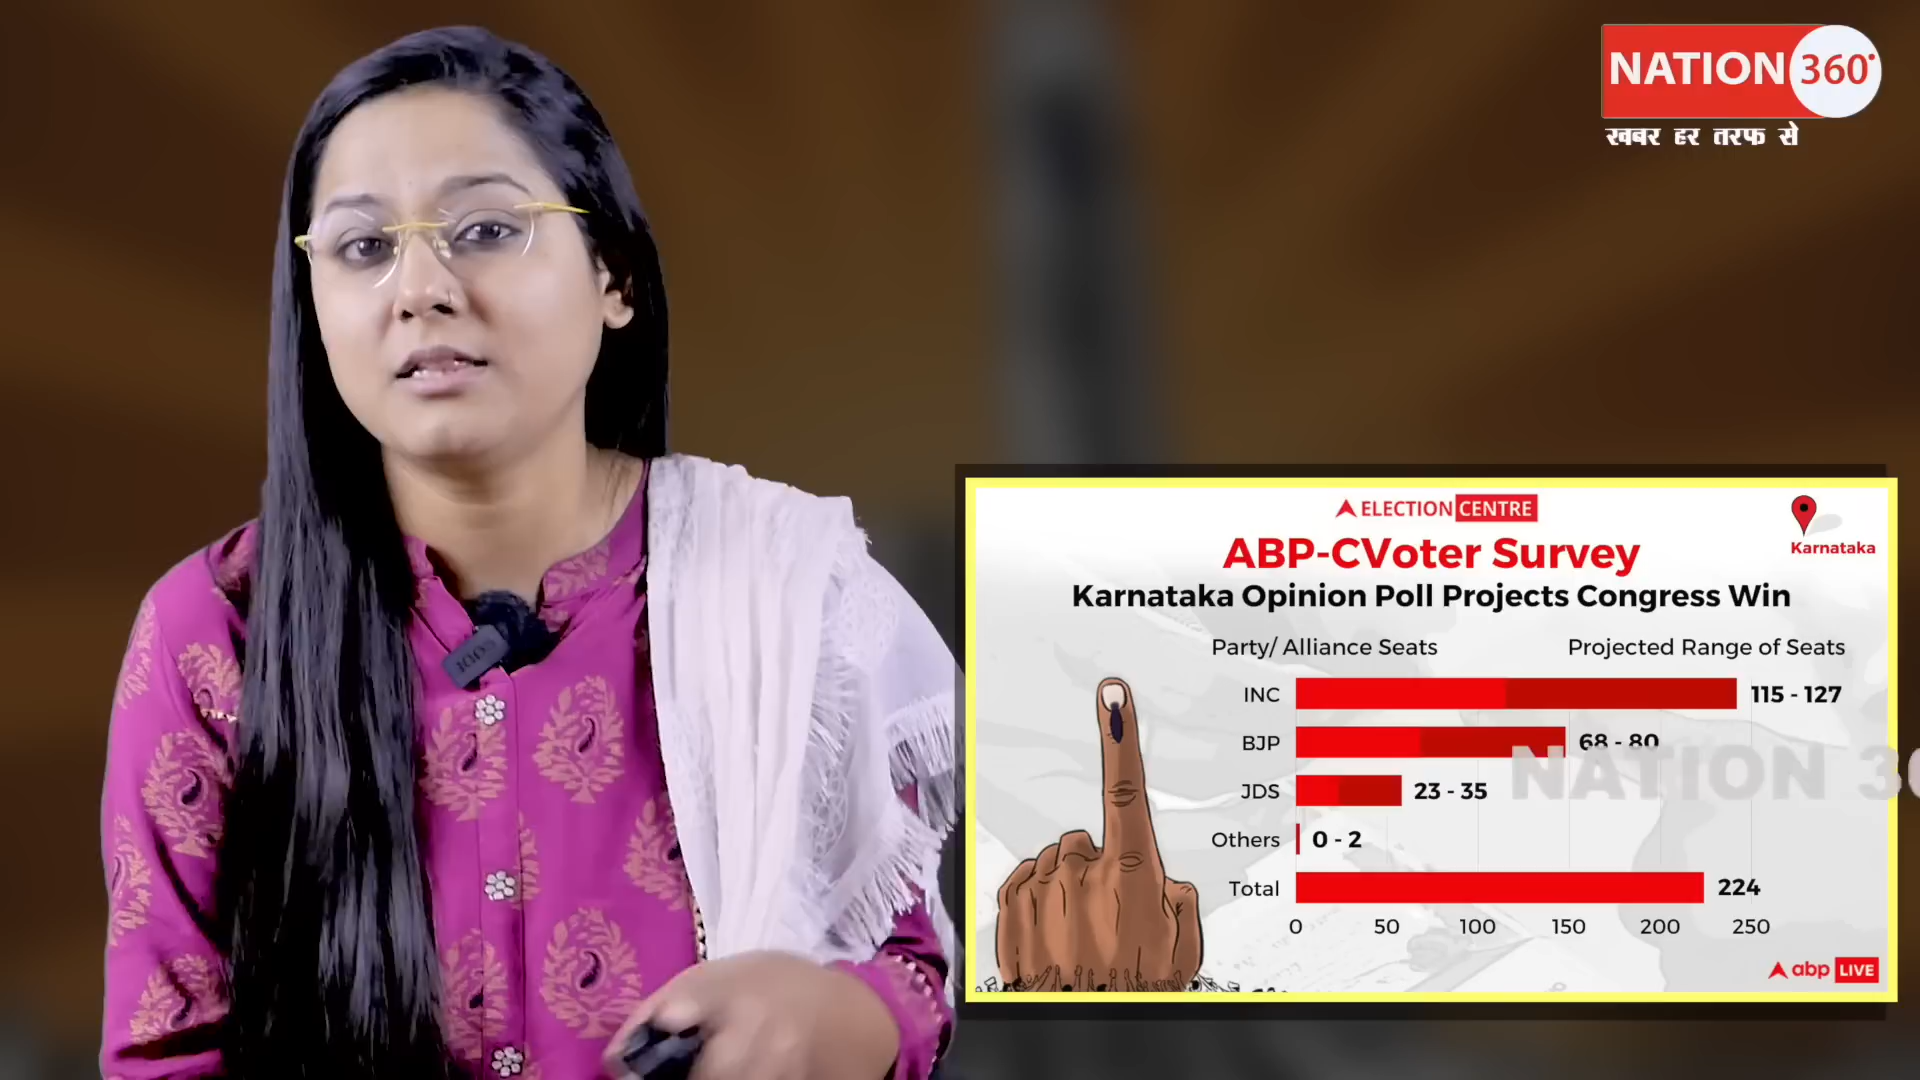 NATION 360°
खबर हर तरफ से
ELECTION CENTRE
ABP-CVoter Survey
Karnataka
Karnataka Opinion Poll Projects Congress Win
Party/ Alliance Seats Projected Range of Seats
INC 115 - 127
BJP 68 - 80
JDS 23 - 35
NATION 36
Others 0 - 2
Total 224
0 50 100 150 200 250
abp LIVE